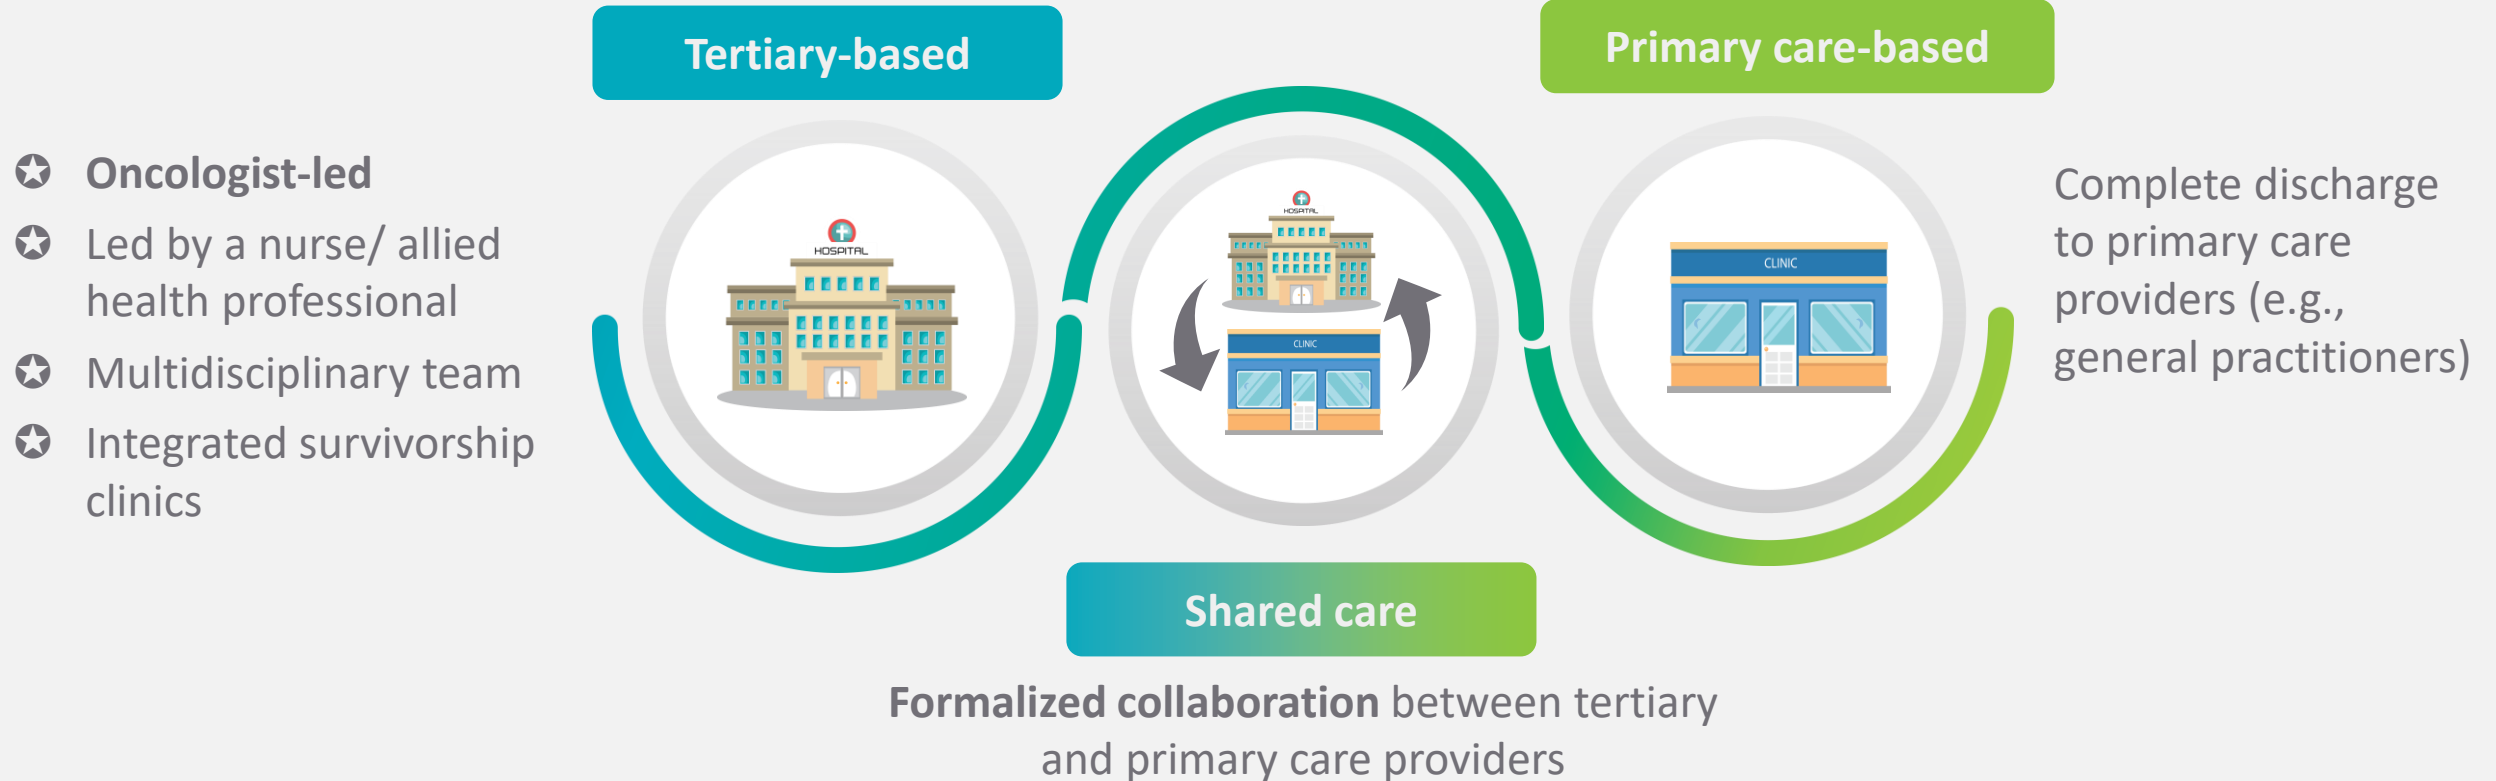 Tertiary-based
Primary care-based
✪ Oncologist-led
✪ Led by a nurse/ allied
health professional
✪ Multidisciplinary team
✪ Integrated survivorship
clinics
HOSPITAL
HOSPITAL
CLINIC
CLINIC
Complete discharge
to primary care
providers (e.g.,
general practitioners)
Shared care
Formalized collaboration between tertiary
and primary care providers